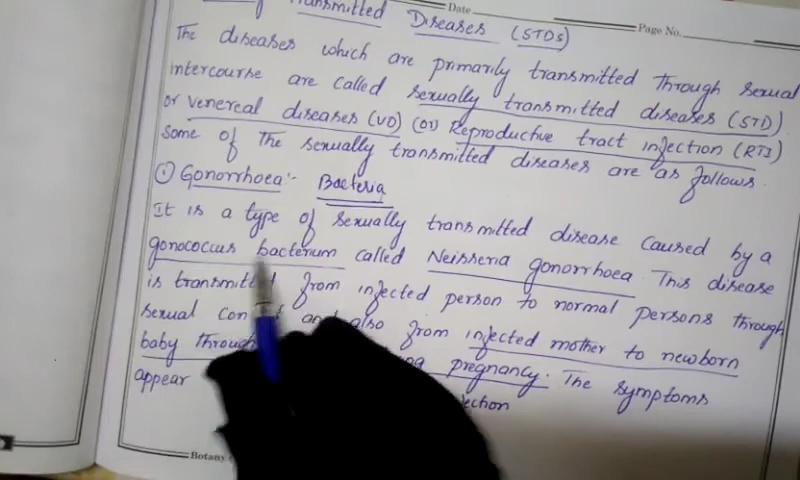 Transmitted Diseases (STDs)
Date
Page No.
The diseases which are primarily transmitted through sexual
intercourse are called sexually transmitted diseases (STD)
or venereal diseases (VD) (or) Reproductive tract infection (RTI)
Some of The sexually transmitted diseases are as follows.
① Gonorrhoea:- Bacteria
It is a type of sexually transmitted disease caused by a
gonococcus bacterium called Neisseria gonorrhoea. This disease
is transmitted from infected person to normal persons through
sexual con and also from infected mother to newborn
baby through pregnancy. The symptoms
appear ection
Botany